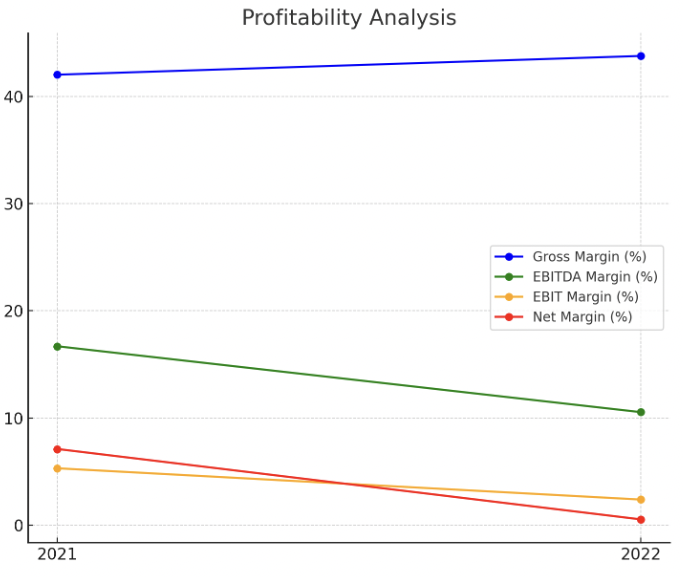 Profitability Analysis
40
30
20
10
0
Gross Margin (%)
EBITDA Margin (%)
EBIT Margin (%)
Net Margin (%)
2021
2022